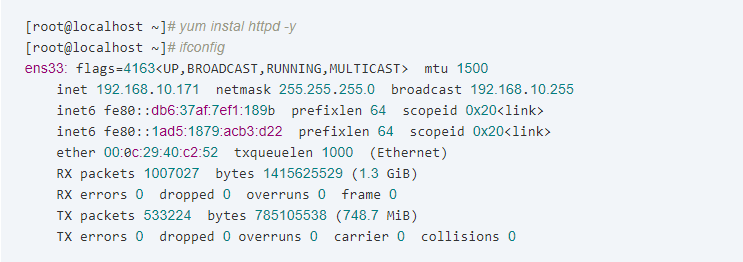 [root@localhost ~]# yum instal httpd -y
[root@localhost ~]# ifconfig
ens33: flags=4163<UP,BROADCAST,RUNNING,MULTICAST>  mtu 1500
    inet 192.168.10.171  netmask 255.255.255.0  broadcast 192.168.10.255
    inet6 fe80::db6:37af:7ef1:189b  prefixlen 64  scopeid 0x20<link>
    inet6 fe80::1ad5:1879:acb3:d22  prefixlen 64  scopeid 0x20<link>
    ether 00:0c:29:40:c2:52  txqueuelen 1000  (Ethernet)
    RX packets 1007027  bytes 1415625529 (1.3 GiB)
    RX errors 0  dropped 0  overruns 0  frame 0
    TX packets 533224  bytes 785105538 (748.7 MiB)
    TX errors 0  dropped 0 overruns 0  carrier 0  collisions 0